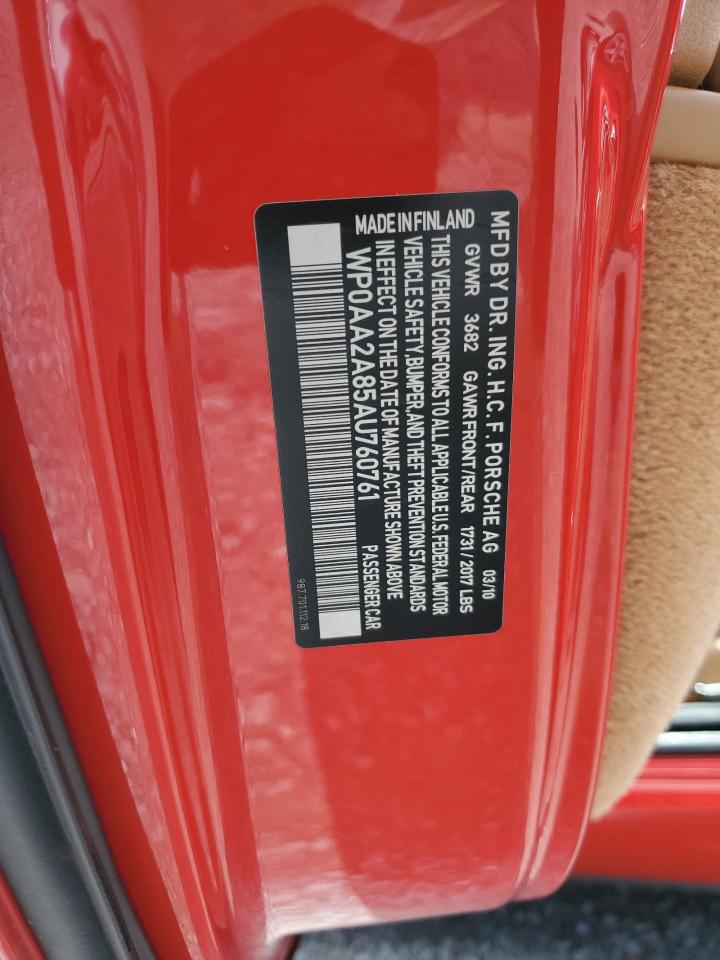 MFD BY DR. ING. H.C. F. PORSCHE AG 03/10
GVWR 3682 GAWR FRONT/REAR 1731/2017 LBS
THIS VEHICLE CONFORMS TO ALL APPLICABLE U.S. FEDERAL MOTOR
VEHICLE SAFETY, BUMPER, AND THEFT PREVENTION STANDARDS
IN EFFECT ON THE DATE OF MANUFACTURE SHOWN ABOVE
MADE IN FINLAND
WP0AA2A85AU760761 PASSENGER CAR
987.701.112.18